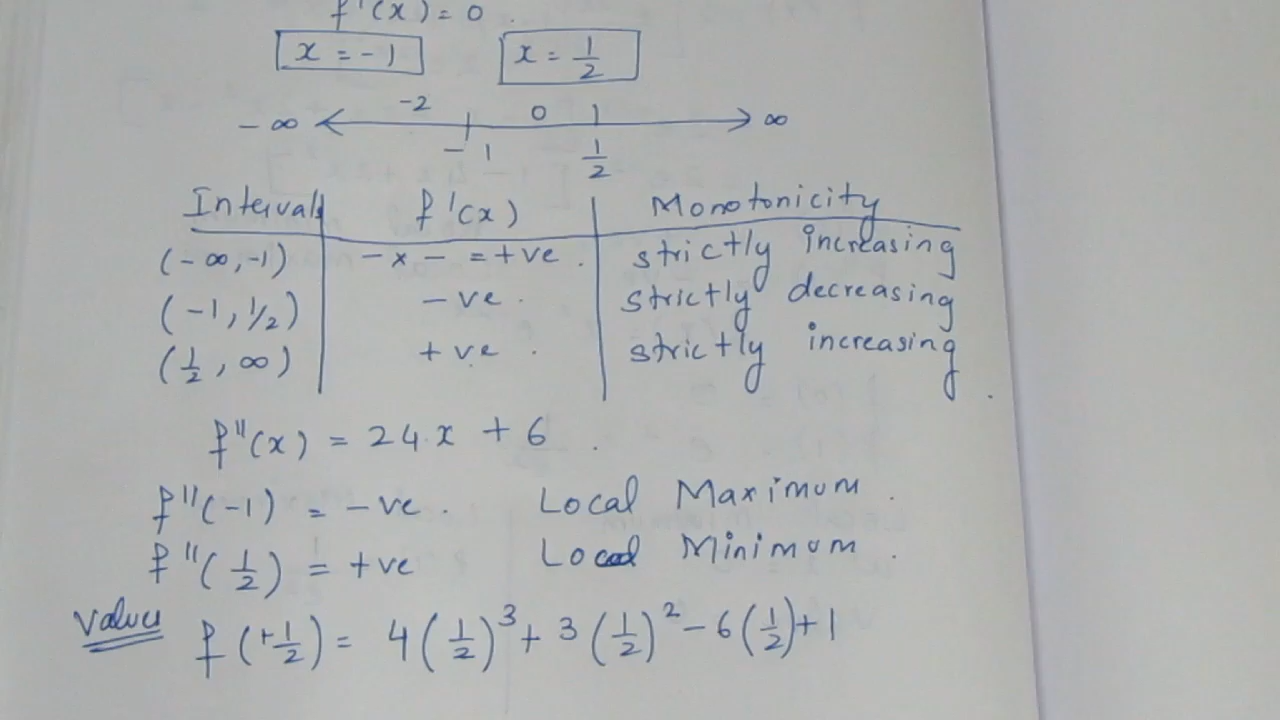 f'(x) = 0.
x = -1 x = 1/2
-∞ -2 0 ∞
-1 1/2
Intervals f'(x) Monotonicity
(-∞, -1) - x - = +ve. strictly increasing
(-1, 1/2) -ve. strictly decreasing
(1/2, ∞) +ve. strictly increasing.
f''(x) = 24x + 6.
f''(-1) = -ve. Local Maximum.
f''(1/2) = +ve Local Minimum.
Values f(+1/2) = 4(1/2)³ + 3(1/2)² - 6(1/2) + 1